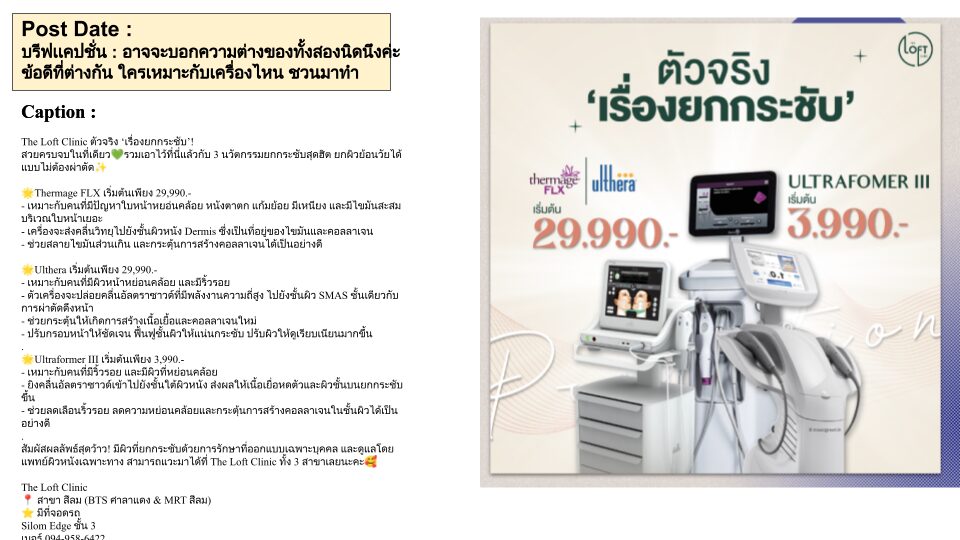 Post Date :
บรีฟแคปชั่น : อาจจะบอกความต่างของทั้งสองนิดนึงค่ะ
ข้อดีที่ต่างกัน ใครเหมาะกับเครื่องไหน ชวนมาทำ
Caption :
The Loft Clinic ตัวจริง ‘เรื่องยกกระชับ’!
สวยครบจบในที่เดียว💚รวมเอาไว้ที่นี่แล้วกับ 3 นวัตกรรมยกกระชับสุดฮิต ยกผิวย้อนวัยได้
แบบไม่ต้องผ่าตัด✨
🌟Thermage FLX เริ่มต้นเพียง 29,990.-
- เหมาะกับคนที่มีปัญหาใบหน้าหย่อนคล้อย หนังตาตก แก้มย้อย มีเหนียง และมีไขมันสะสม
บริเวณใบหน้าเยอะ
- เครื่องจะส่งคลื่นวิทยุไปยังชั้นผิวหนัง Dermis ซึ่งเป็นที่อยู่ของไขมันและคอลลาเจน
- ช่วยสลายไขมันส่วนเกิน และกระตุ้นการสร้างคอลลาเจนได้เป็นอย่างดี
🌟Ulthera เริ่มต้นเพียง 29,990.-
- เหมาะกับคนที่มีผิวหน้าหย่อนคล้อย และมีริ้วรอย
- ตัวเครื่องจะปล่อยคลื่นอัลตราซาวด์ที่มีพลังงานความถี่สูง ไปยังชั้นผิว SMAS ชั้นเดียวกับ
การผ่าตัดดึงหน้า
- ช่วยกระตุ้นให้เกิดการสร้างเนื้อเยื่อและคอลลาเจนใหม่
- ปรับกรอบหน้าให้ชัดเจน ฟื้นฟูชั้นผิวให้แน่นกระชับ ปรับผิวให้ดูเรียบเนียนมากขึ้น
.
🌟Ultraformer III เริ่มต้นเพียง 3,990.-
- เหมาะกับคนที่มีริ้วรอย และมีผิวที่หย่อนคล้อย
- ยิงคลื่นอัลตราซาวด์เข้าไปยังชั้นใต้ผิวหนัง ส่งผลให้เนื้อเยื่อหดตัวและผิวชั้นบนยกกระชับ
ขึ้น
- ช่วยลดเลือนริ้วรอย ลดความหย่อนคล้อยและกระตุ้นการสร้างคอลลาเจนในชั้นผิวได้เป็น
อย่างดี
.
สัมผัสผลลัพธ์สุดว้าว! มีผิวที่ยกกระชับด้วยการรักษาที่ออกแบบเฉพาะบุคคล และดูแลโดย
แพทย์ผิวหนังเฉพาะทาง สามารถแวะมาได้ที่ The Loft Clinic ทั้ง 3 สาขาเลยนะคะ🥰
The Loft Clinic
📍 สาขา สีลม (BTS ศาลาแดง & MRT สีลม)
⭐ มีที่จอดรถ
Silom Edge ชั้น 3
เบอร์ 094-958-6422
LOFT
ตัวจริง
‘เรื่องยกกระชับ’
thermage FLX
ulthera
เริ่มต้น
29.990.-
ULTRAFOMER III
เริ่มต้น
3.990.-